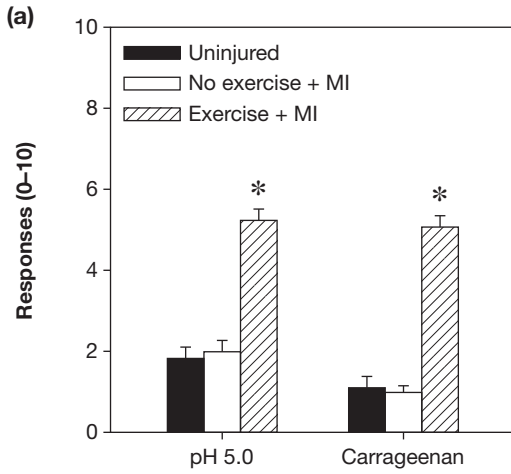 (a)
10
Uninjured
No exercise + MI
8
Exercise + MI
*
*
6
Responses (0–10)
4
2
0
pH 5.0
Carrageenan